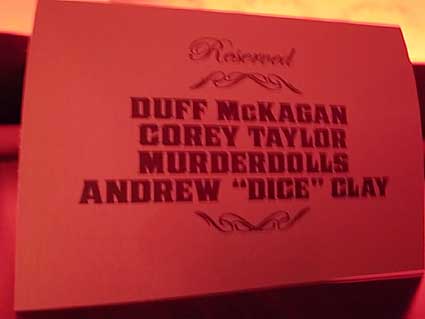 Reserved
DUFF McKAGAN
COREY TAYLOR
MURDERDOLLS
ANDREW “DICE” CLAY